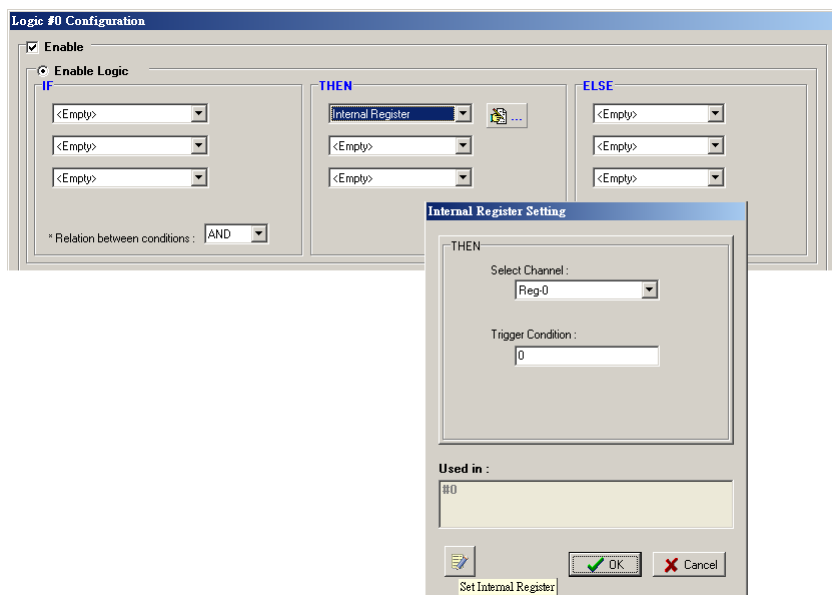 Logic #0 Configuration
Enable
Enable Logic
IF
THEN
ELSE
<Empty>
Internal Register
...
<Empty>
<Empty>
<Empty>
<Empty>
<Empty>
<Empty>
<Empty>
* Relation between conditions :
AND
Internal Register Setting
THEN
Select Channel :
Reg-0
Trigger Condition :
0
Used in :
#0
OK
Cancel
Set Internal Register